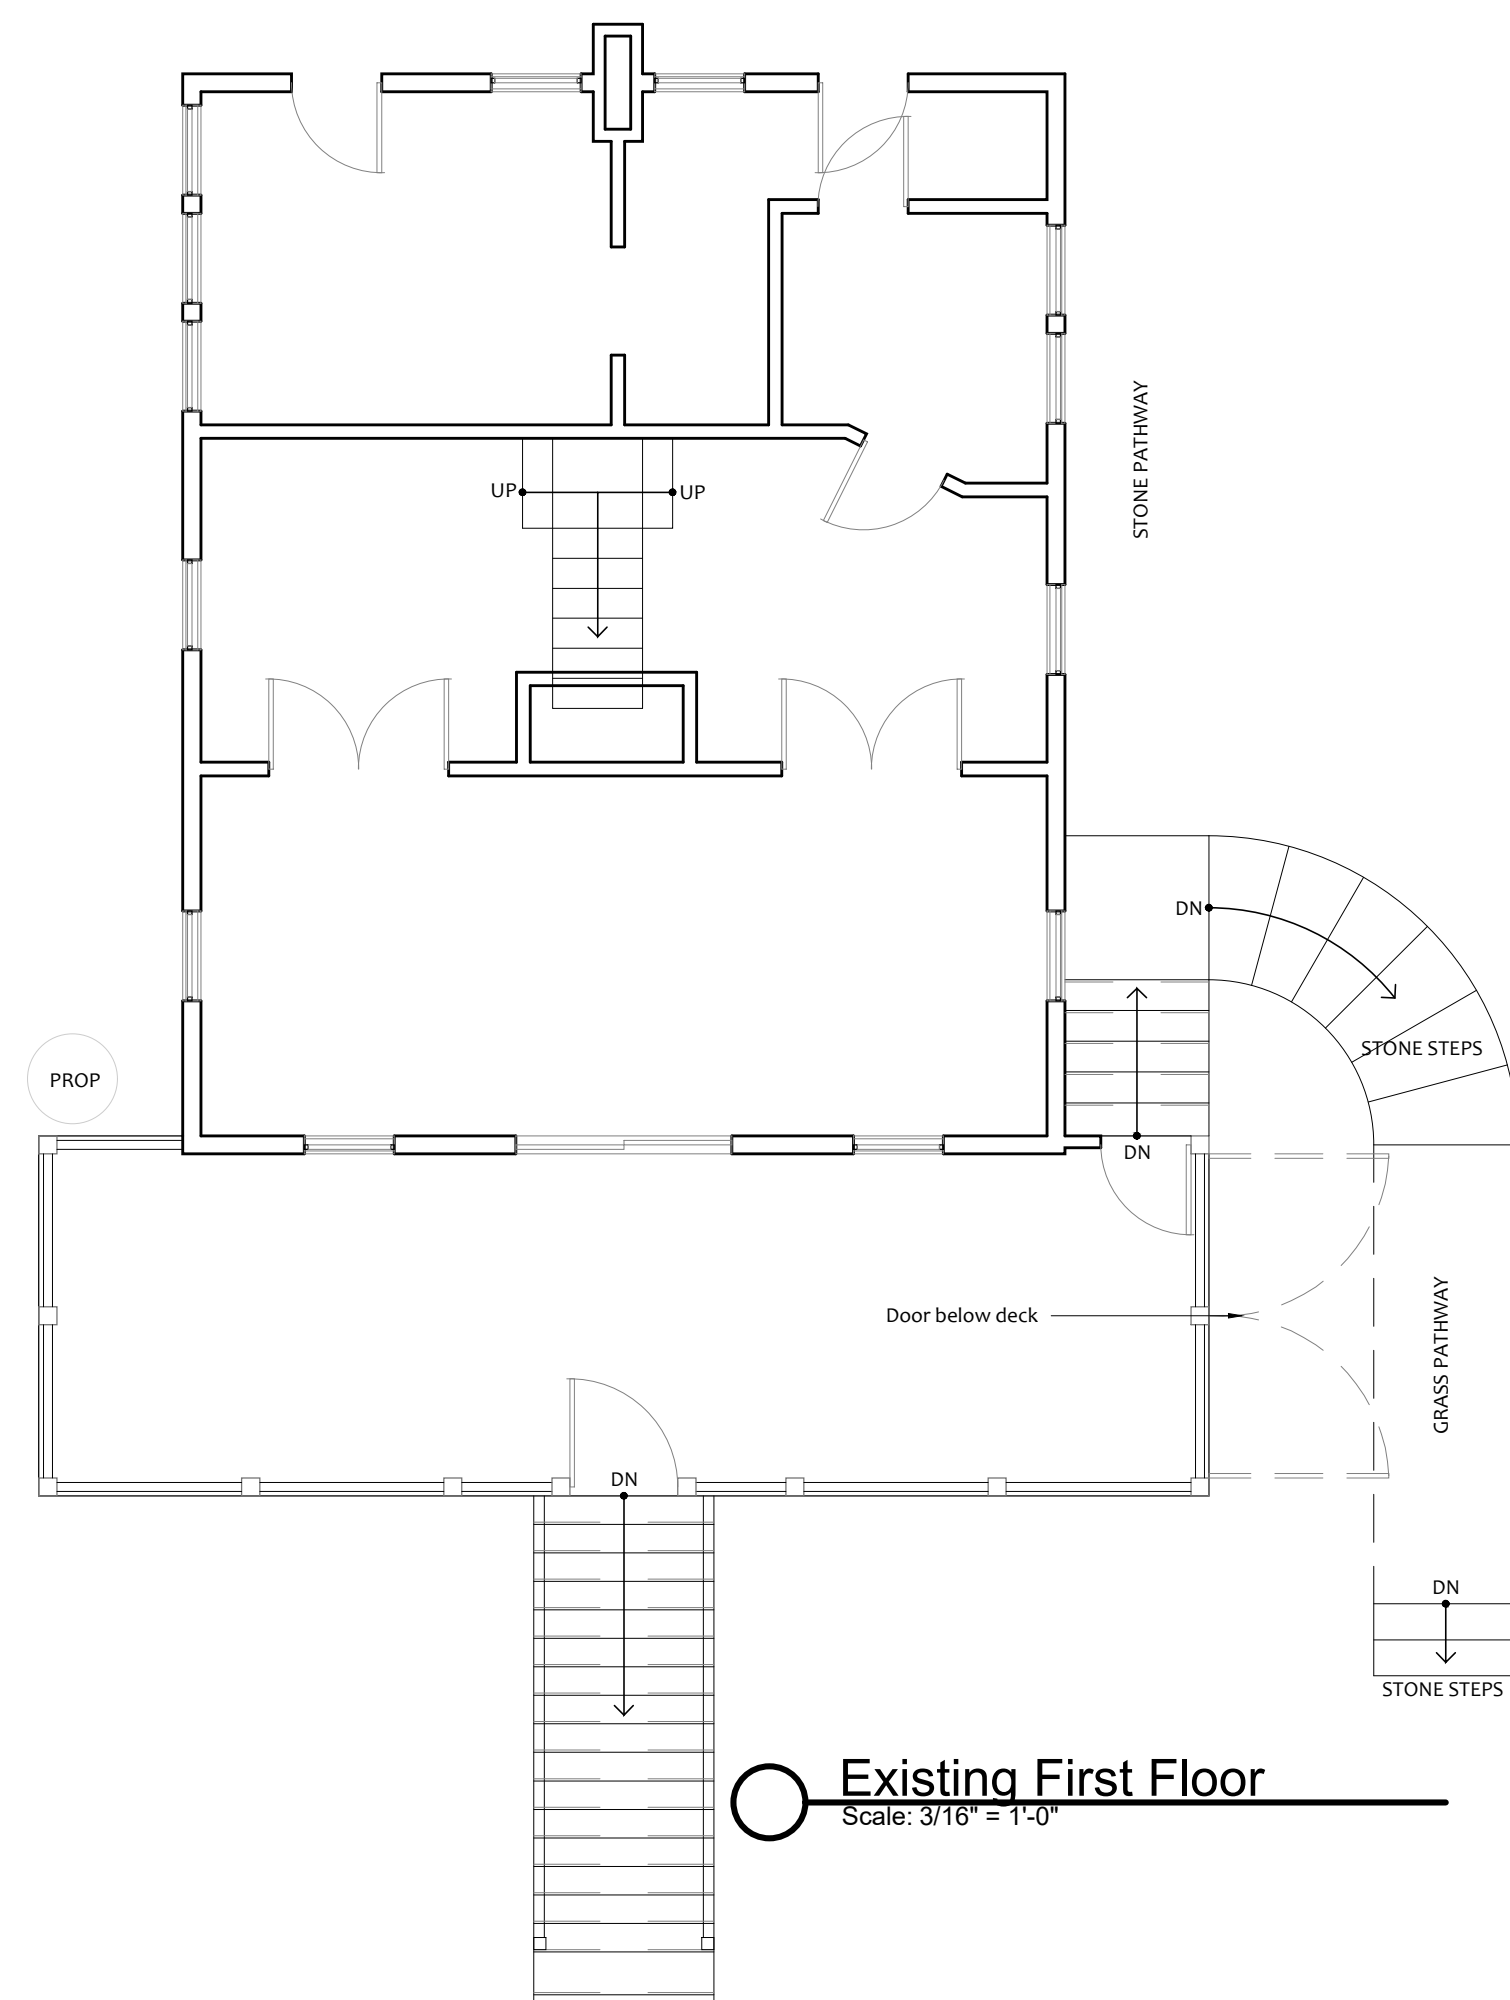 STONE PATHWAY
UP
UP
DN
STONE STEPS
PROP
DN
Door below deck
GRASS PATHWAY
DN
DN
STONE STEPS
Existing First Floor
Scale: 3/16" = 1'-0"